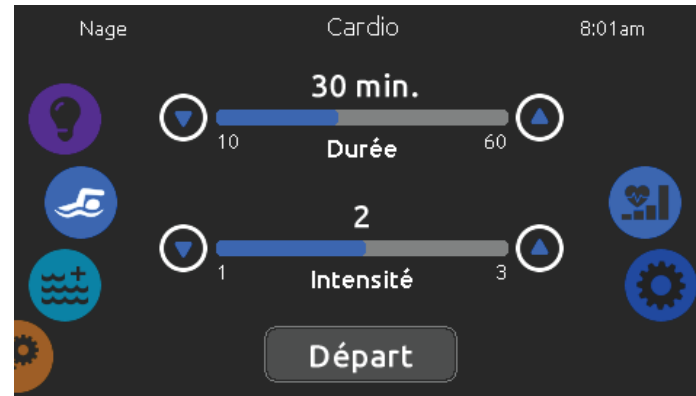 Nage
Cardio
8:01am
30 min.
10
Durée
60
2
1
Intensité
3
Départ